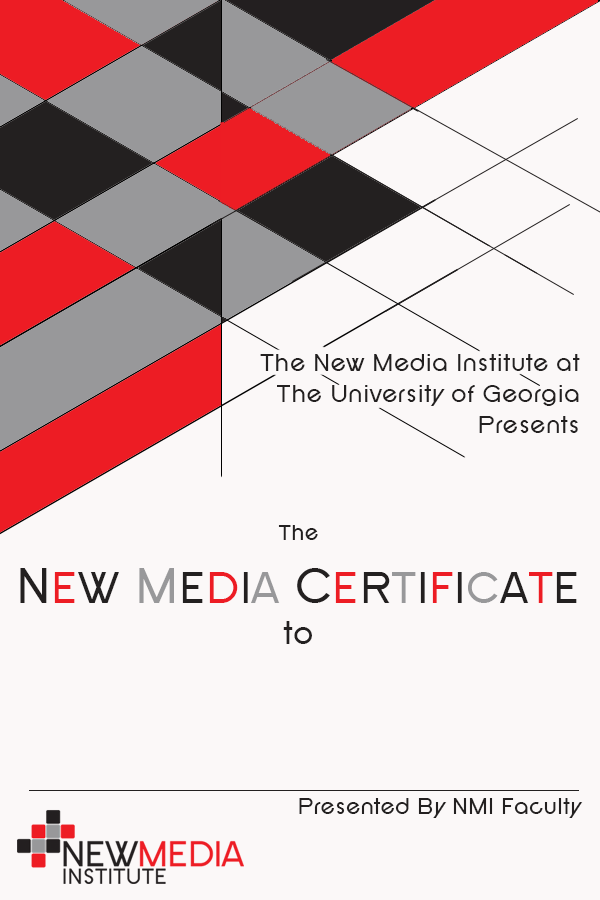 The New Media Institute at
The University of Georgia
Presents
The
New Media Certificate
to
Presented By NMI Faculty
NEWMEDIA
INSTITUTE